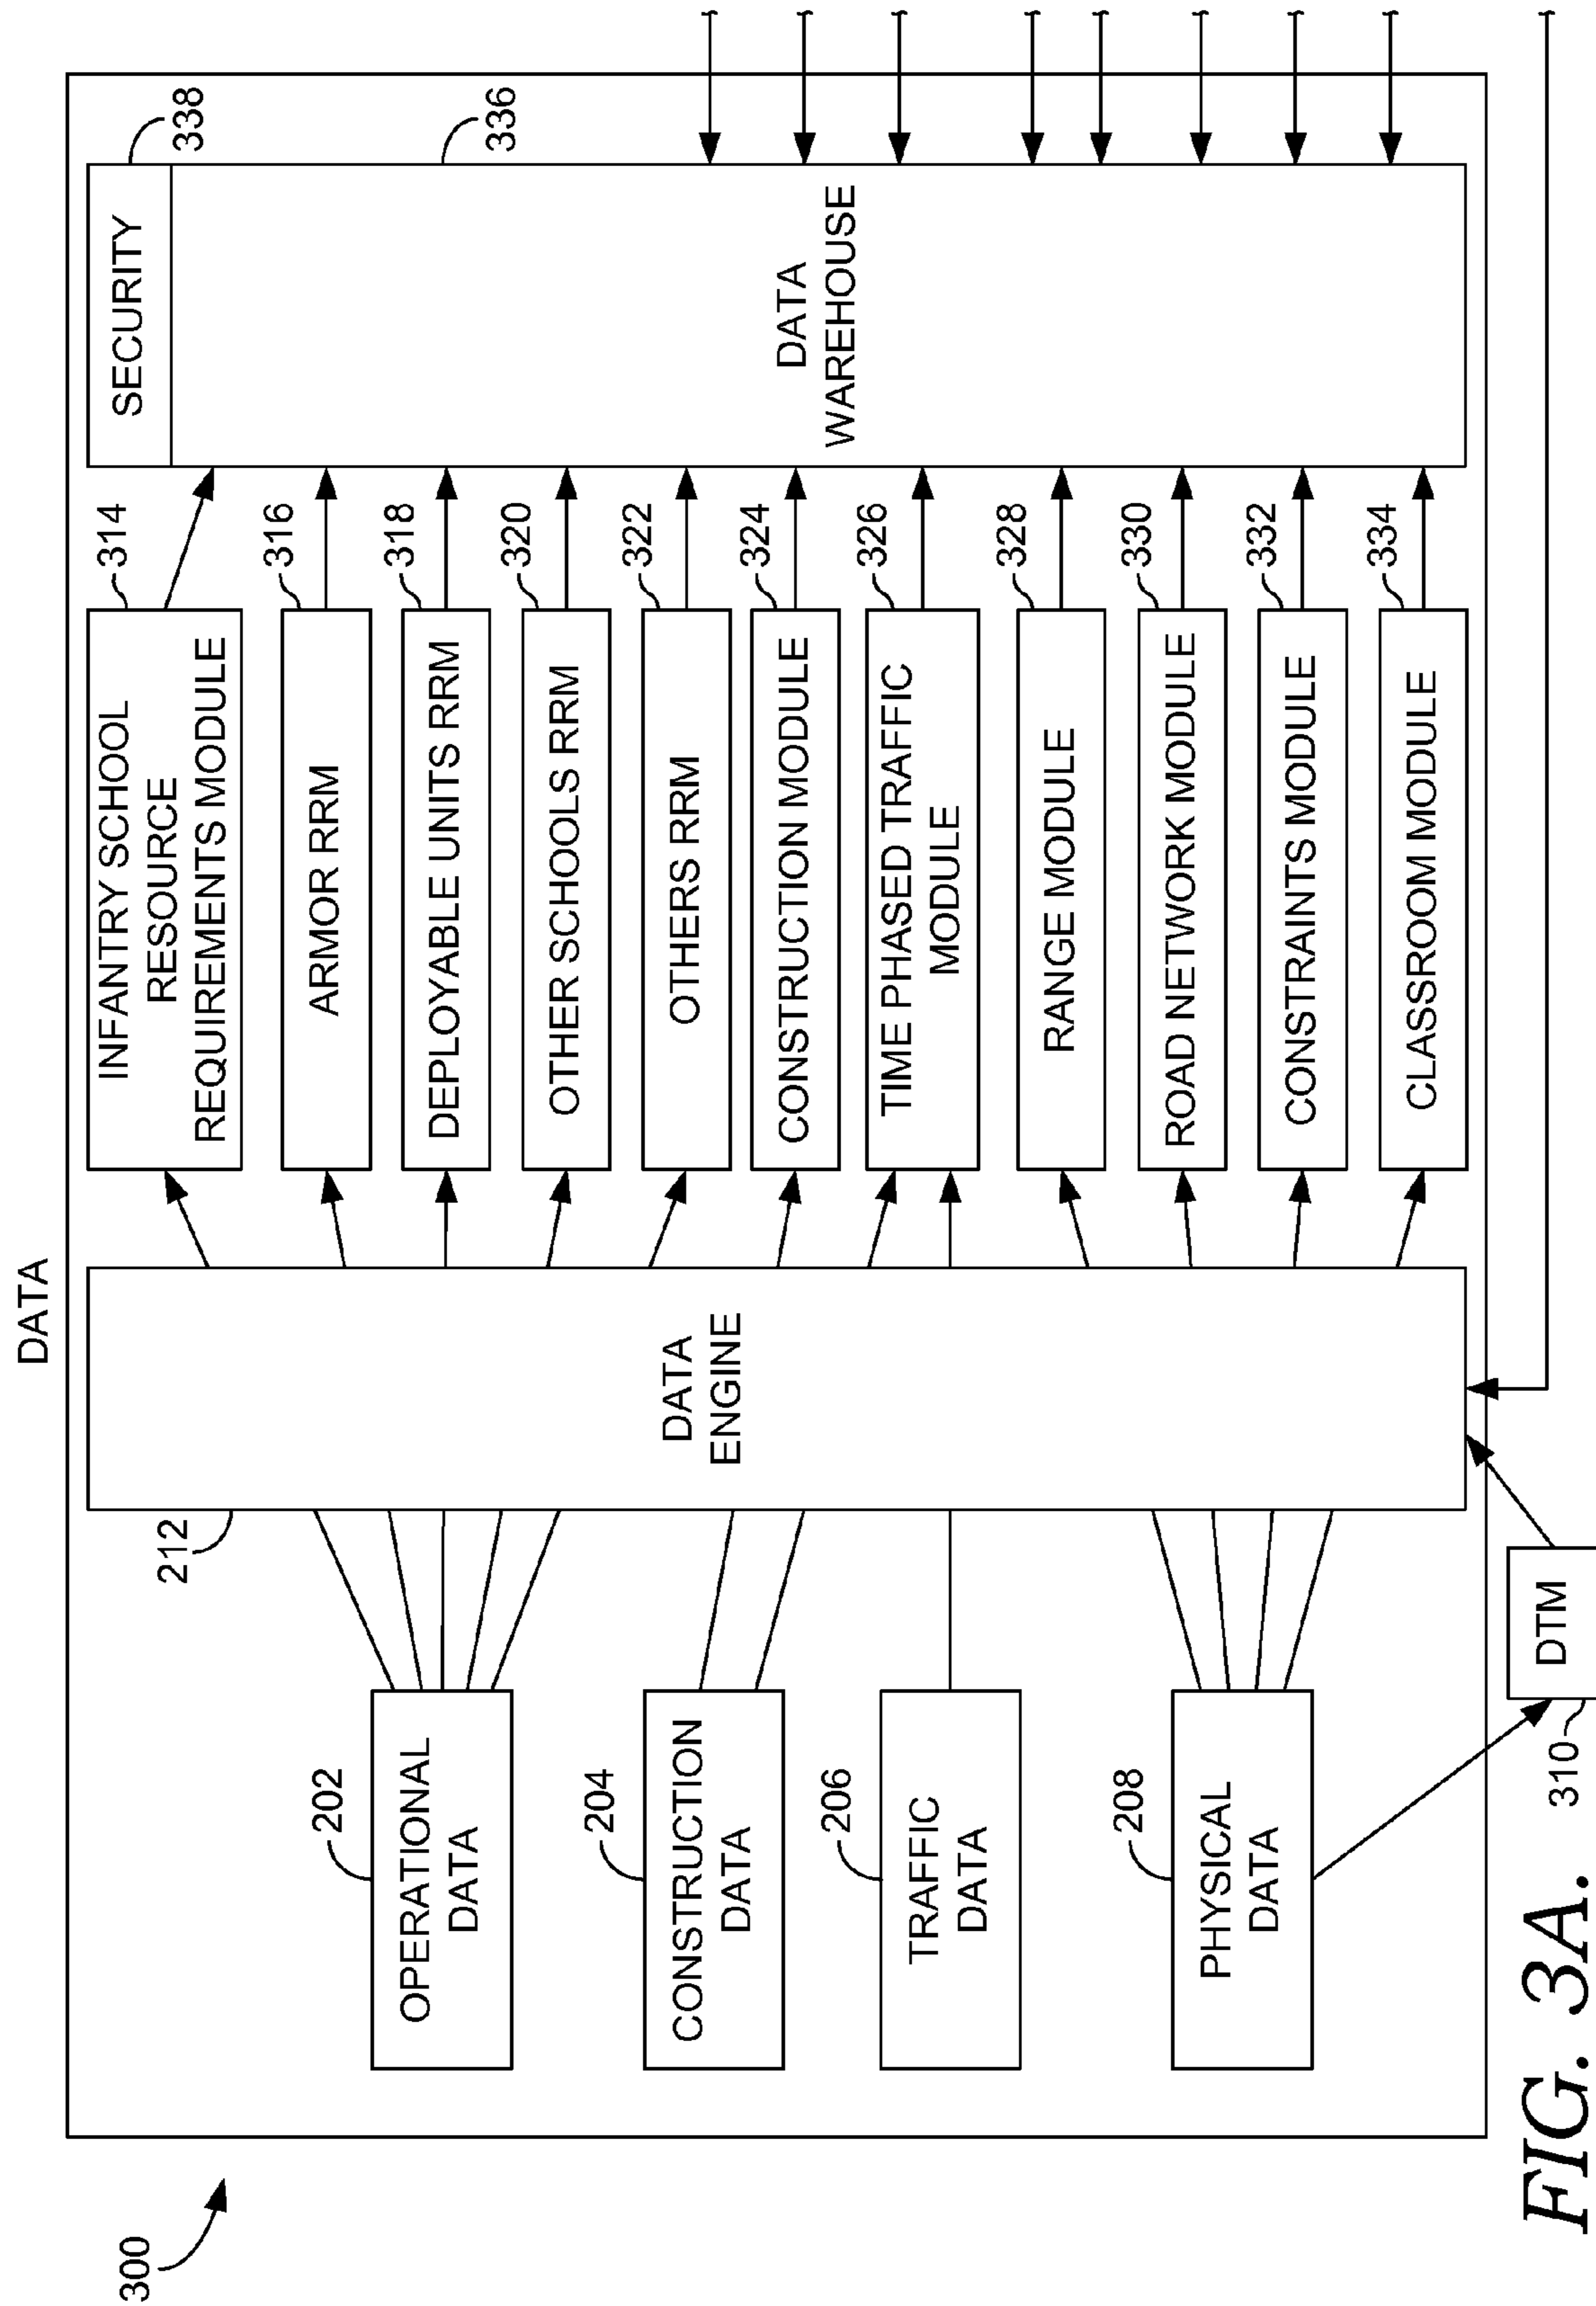 DATA
300
OPERATIONAL
DATA
202
CONSTRUCTION
DATA
204
TRAFFIC
DATA
206
PHYSICAL
DATA
208
DTM
310
DATA
ENGINE
212
INFANTRY SCHOOL
RESOURCE
REQUIREMENTS MODULE
314
ARMOR RRM
316
DEPLOYABLE UNITS RRM
318
OTHER SCHOOLS RRM
320
OTHERS RRM
322
CONSTRUCTION MODULE
324
TIME PHASED TRAFFIC
MODULE
326
RANGE MODULE
328
ROAD NETWORK MODULE
330
CONSTRAINTS MODULE
332
CLASSROOM MODULE
334
SECURITY
338
DATA
WAREHOUSE
336
FIG. 3A.